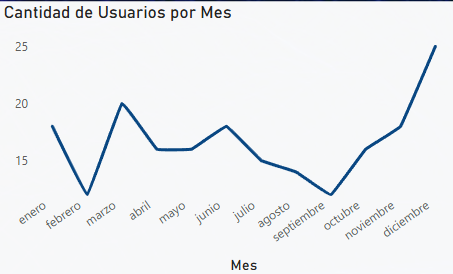 Cantidad de Usuarios por Mes
25
20
15
enero
febrero
marzo
abril
mayo
junio
julio
agosto
septiembre
octubre
noviembre
diciembre
Mes